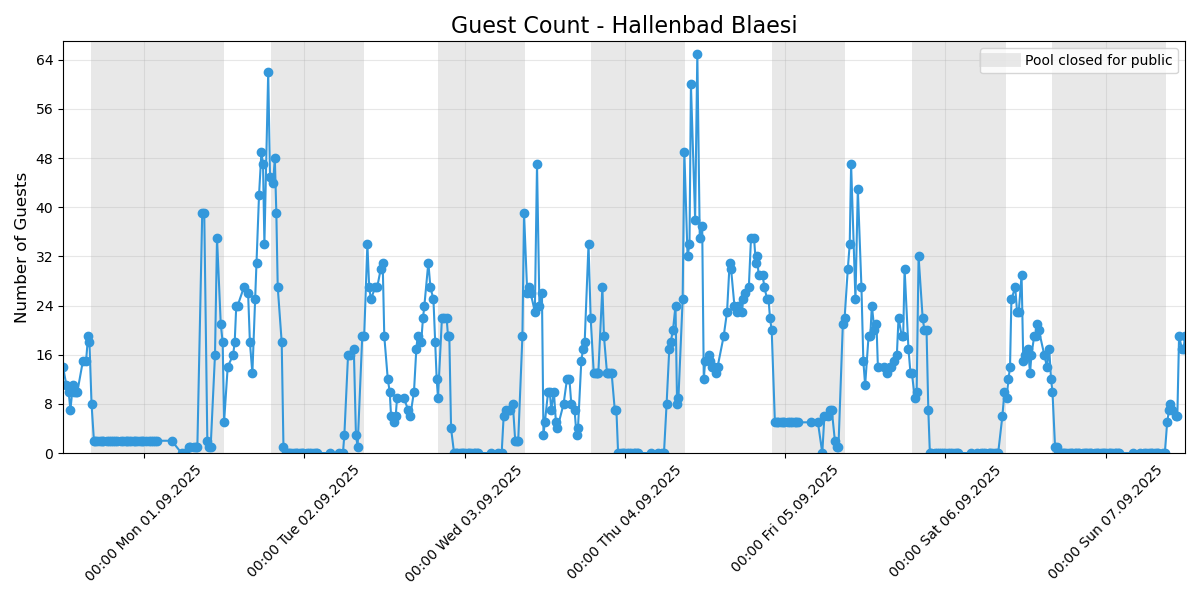 Guest Count - Hallenbad Blaesi
Pool closed for public
Number of Guests
64
56
48
40
32
24
16
8
0
00:00 Mon 01.09.2025
00:00 Tue 02.09.2025
00:00 Wed 03.09.2025
00:00 Thu 04.09.2025
00:00 Fri 05.09.2025
00:00 Sat 06.09.2025
00:00 Sun 07.09.2025